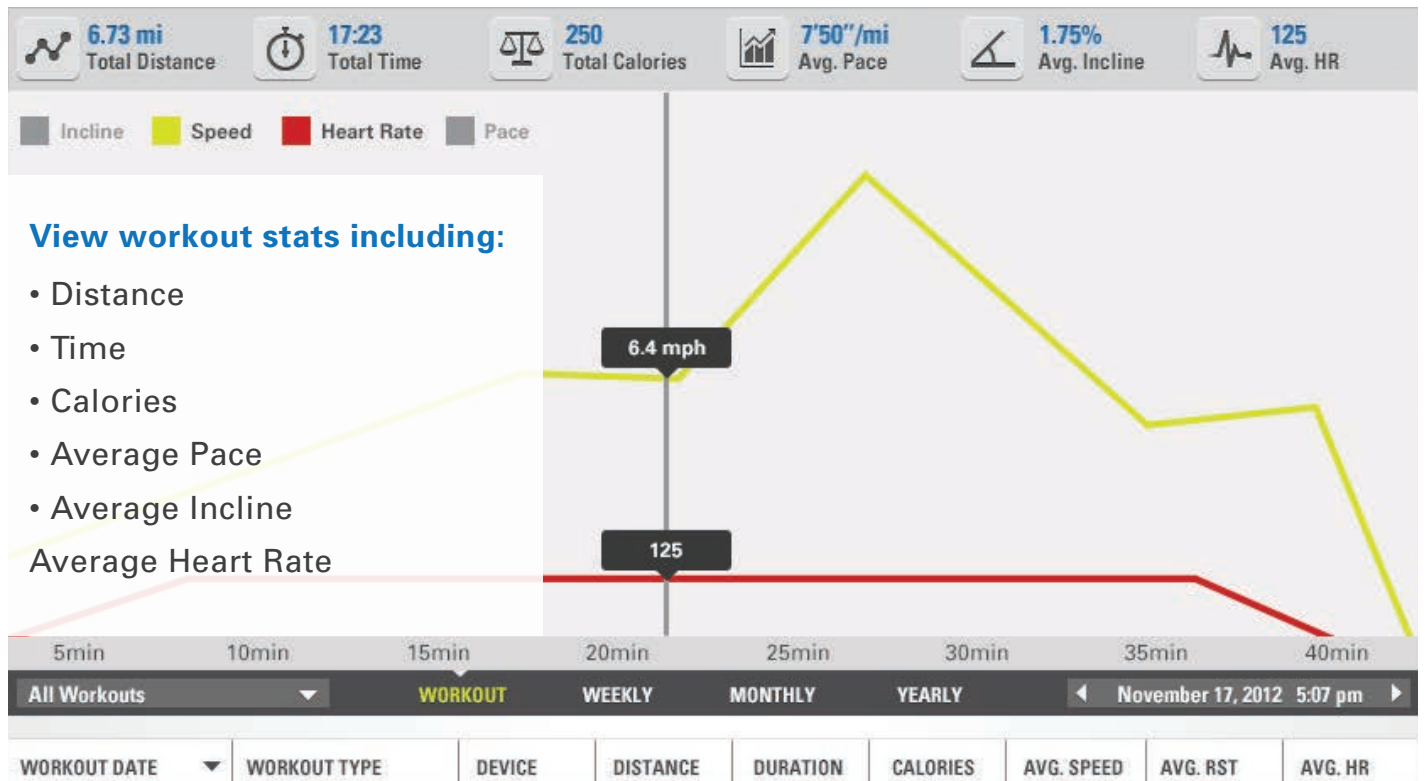 6.73 mi
Total Distance
17:23
Total Time
250
Total Calories
7'50"/mi
Avg. Pace
1.75%
Avg. Incline
125
Avg. HR
Incline Speed Heart Rate Pace
View workout stats including:
• Distance
• Time
• Calories
• Average Pace
• Average Incline
Average Heart Rate
6.4 mph
125
5min 10min 15min 20min 25min 30min 35min 40min
All Workouts WORKOUT WEEKLY MONTHLY YEARLY November 17, 2012 5:07 pm
WORKOUT DATE WORKOUT TYPE DEVICE DISTANCE DURATION CALORIES AVG. SPEED AVG. RST AVG. HR